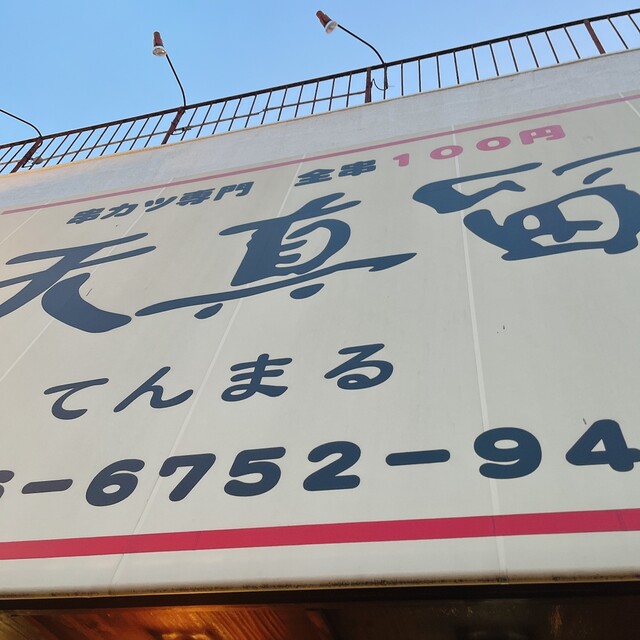 串カツ専門 全串100円
天真留
てんまる
6-6752-94